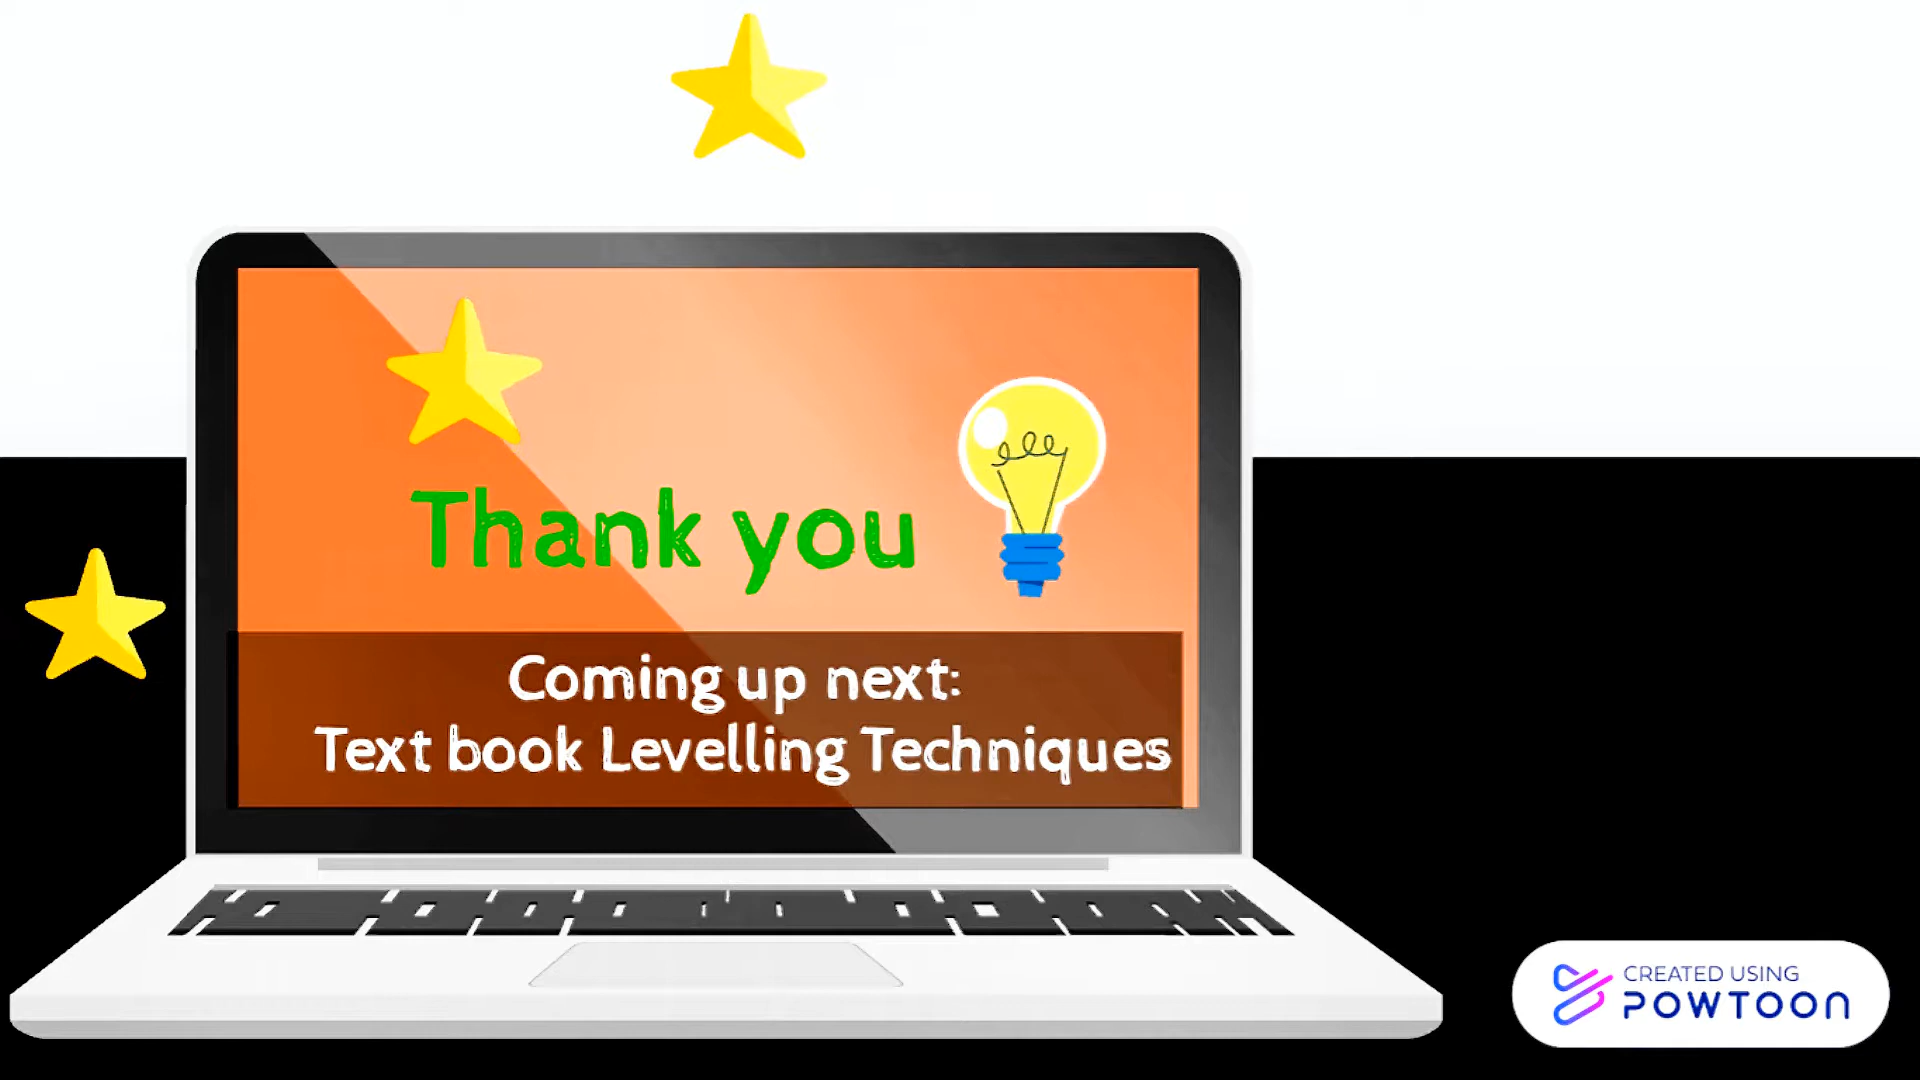 Thank you
Coming up next:
Text book Levelling Techniques
CREATED USING
POWTOON